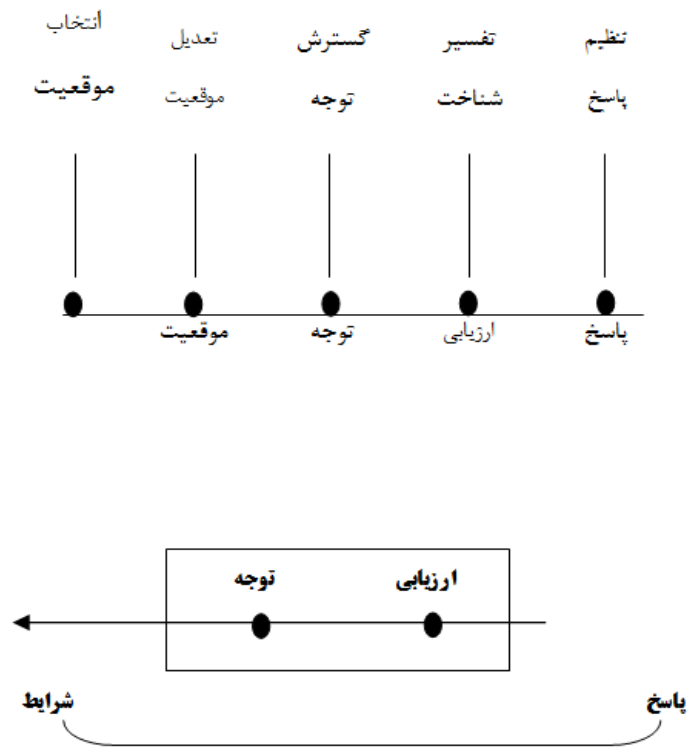 انتخاب
موقعیت
تعدیل
موقعیت
گسترش
توجه
تفسیر
شناخت
تنظیم
پاسخ
موقعیت
توجه
ارزیابی
پاسخ
توجه
ارزیابی
شرایط
پاسخ